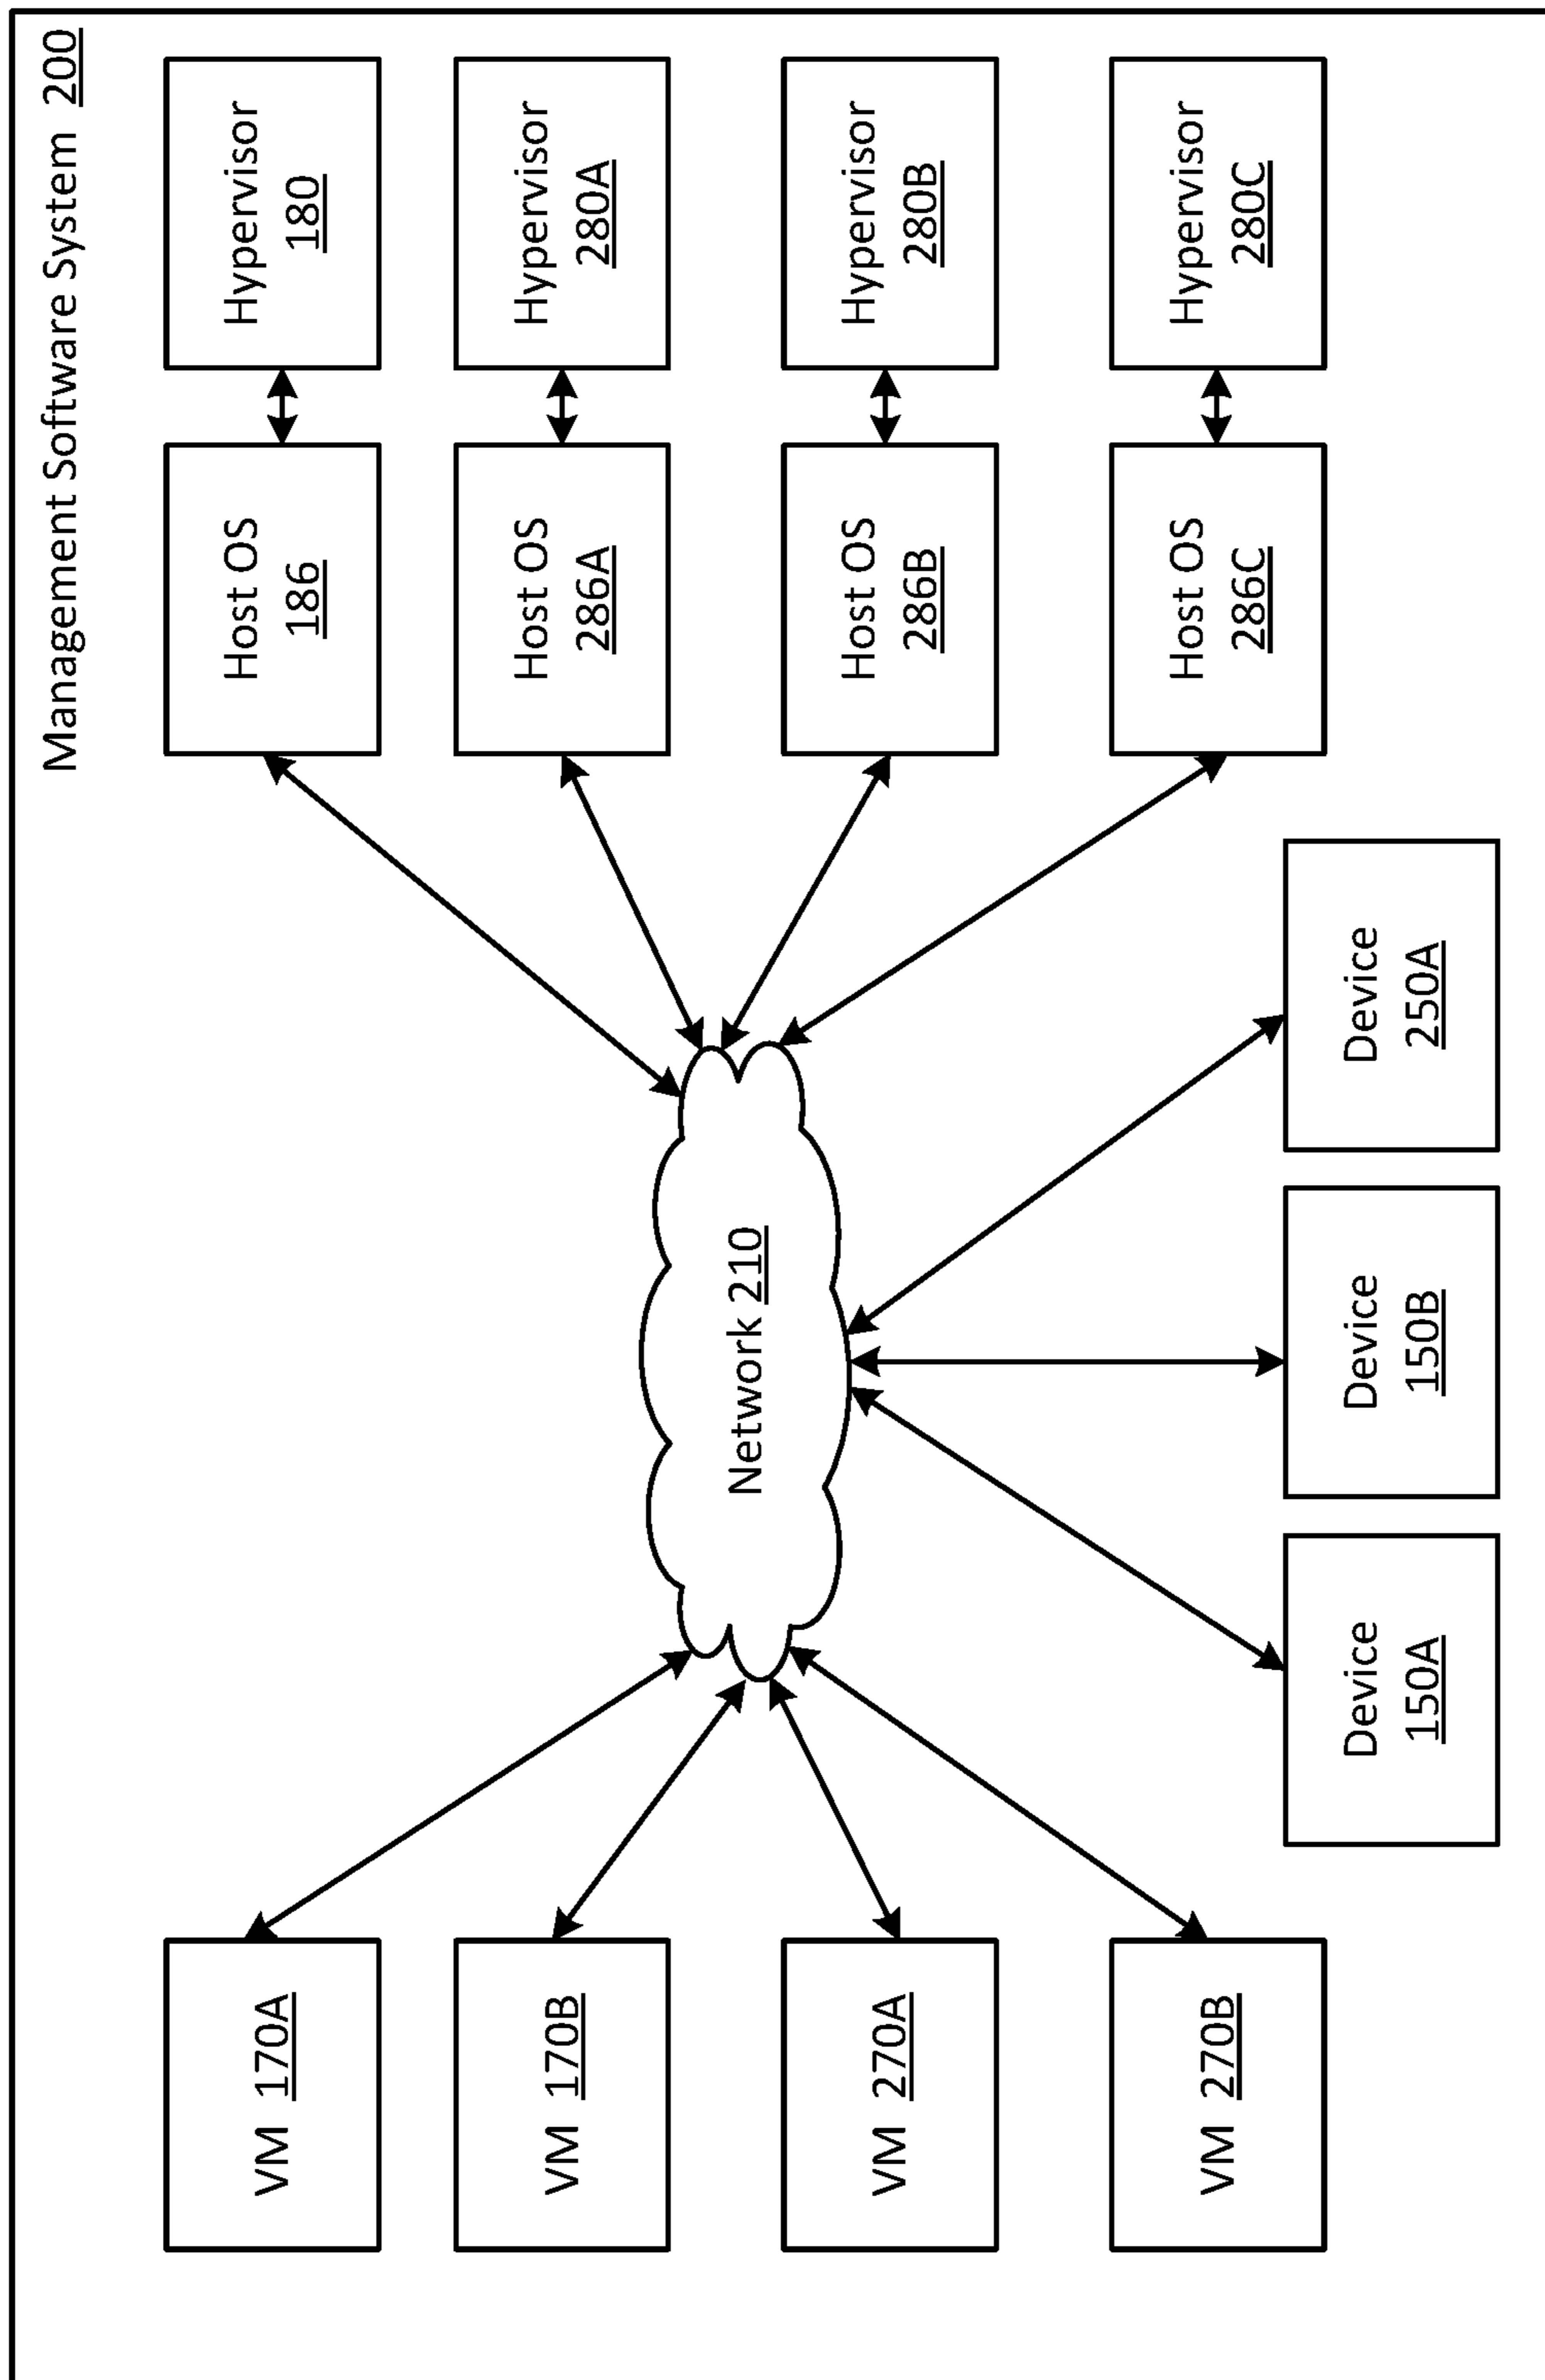 Management Software System 200
VM 170A
VM 170B
VM 270A
VM 270B
Network 210
Host OS
186
Hypervisor
180
Host OS
286A
Hypervisor
280A
Host OS
286B
Hypervisor
280B
Host OS
286C
Hypervisor
280C
Device
150A
Device
150B
Device
250A